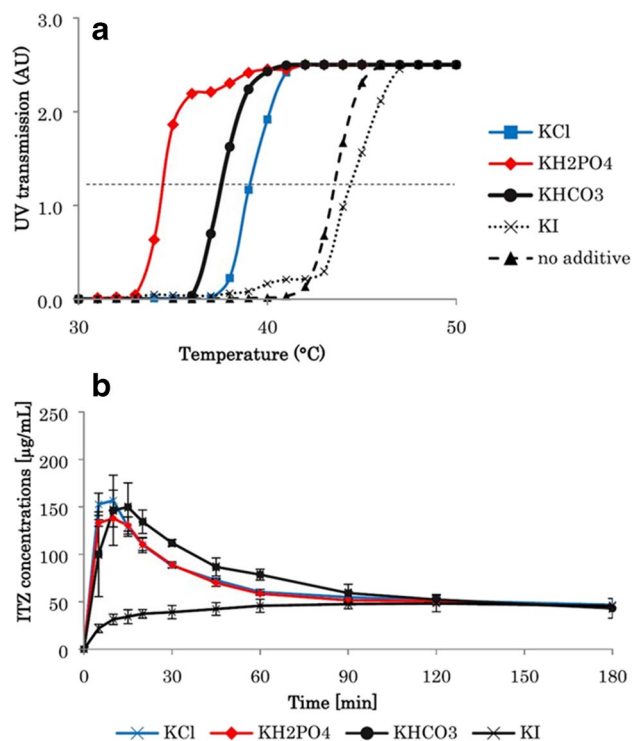 a
UV transmission (AU)
3.0
2.0
1.0
0.0
30
40
50
Temperature (°C)
KCl
KH2PO4
KHCO3
KI
no additive
b
ITZ concentrations [µg/mL]
250
200
150
100
50
0
0
30
60
90
120
150
180
Time [min]
KCl
KH2PO4
KHCO3
KI